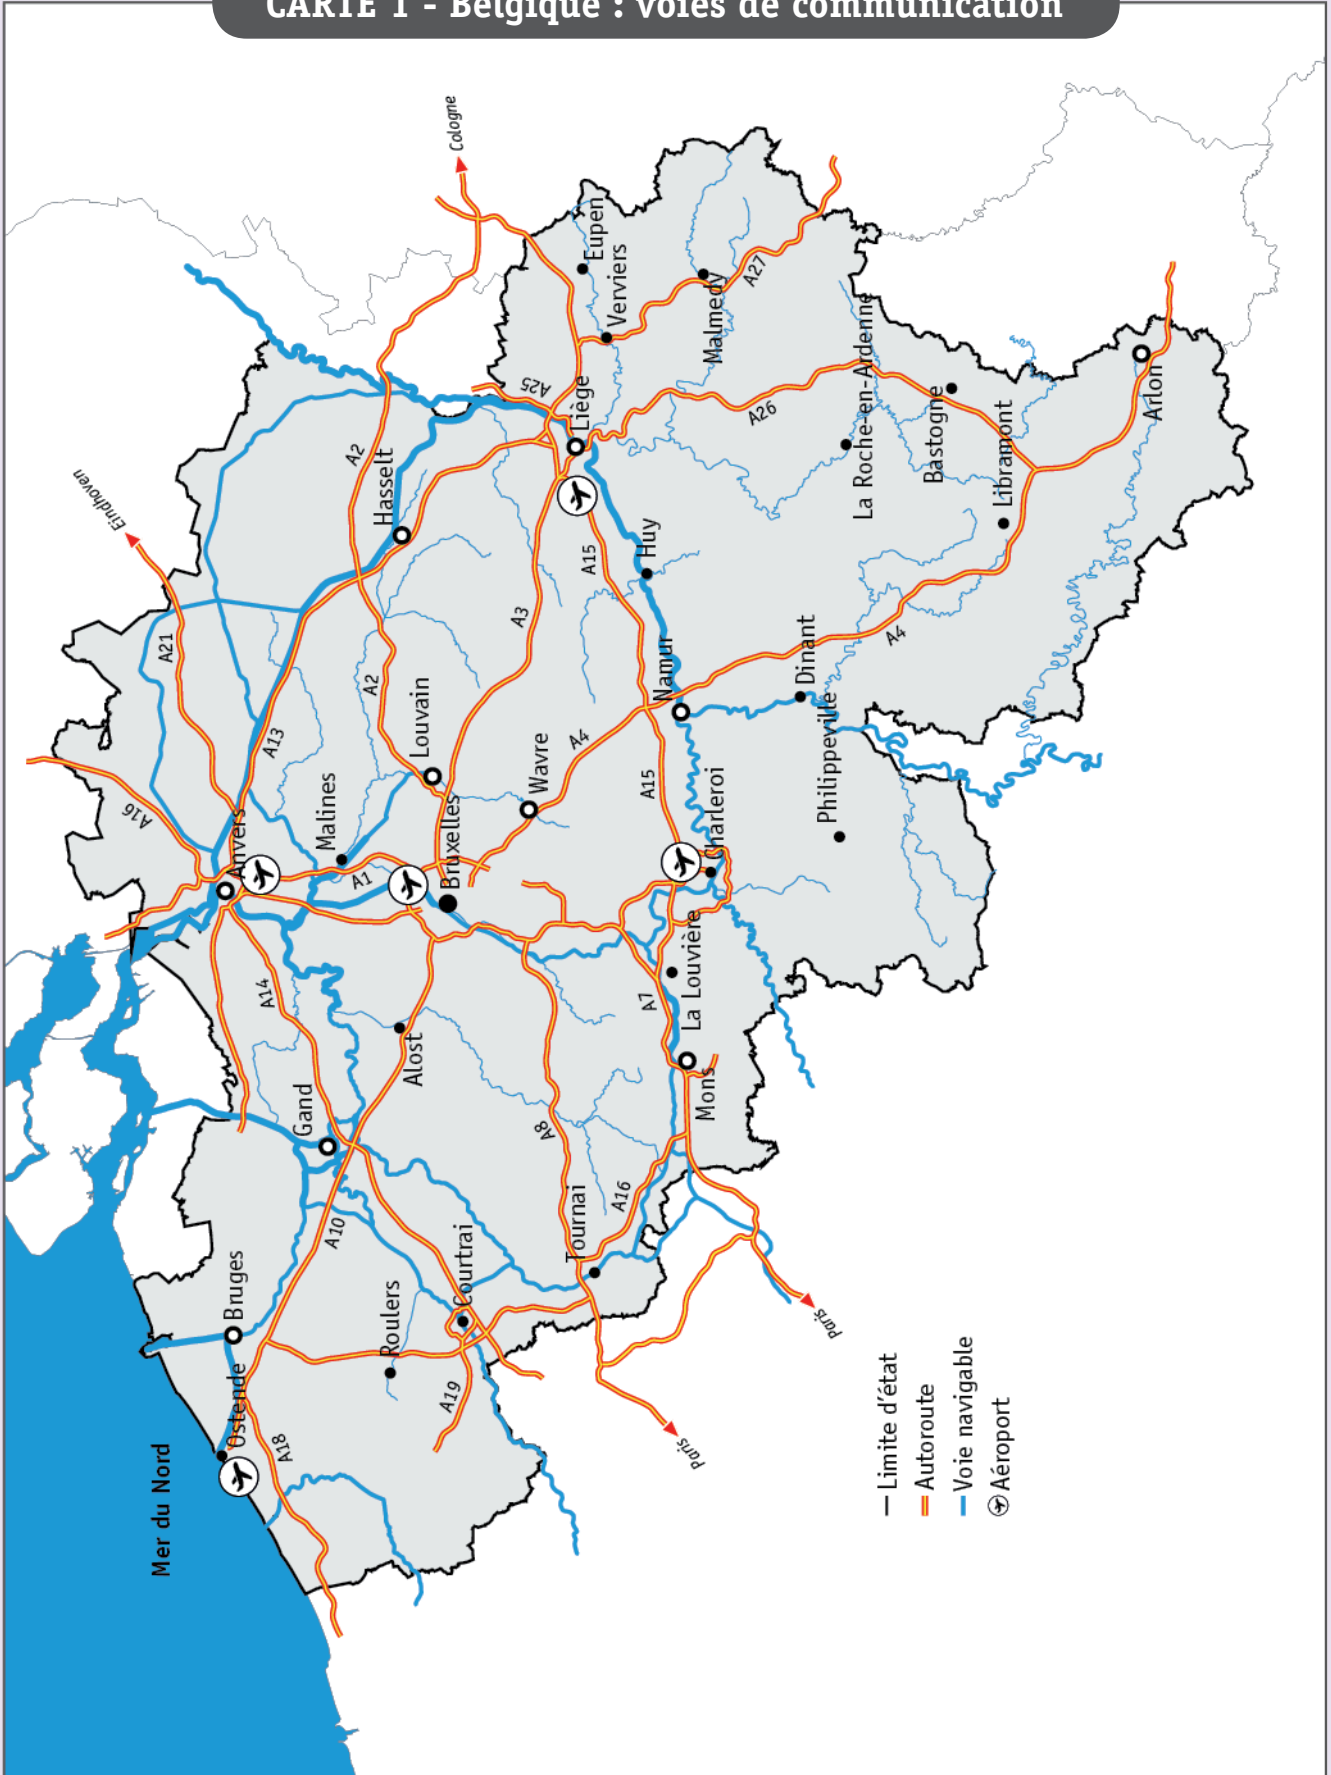 CARTE 1 - Belgique : voies de communication
Cologne
Eindhoven
Mer du Nord
Ostende
Bruges
Roulers
Courtrai
Tournai
Gand
Alost
Mons
La Louvière
Anvers
Malines
Bruxelles
Louvain
Wavre
Charleroi
Philippeville
Dinant
Namur
Huy
Hasselt
Liège
Verviers
Eupen
Malmedy
La Roche-en-Ardenne
Bastogne
Libramont
Arlon
A18
A10
A19
A14
A8
A16
A7
A16
A1
A13
A21
A2
A2
A3
A4
A15
A15
A25
A26
A27
A4
Paris
Paris
Limite d'état
Autoroute
Voie navigable
Aéroport